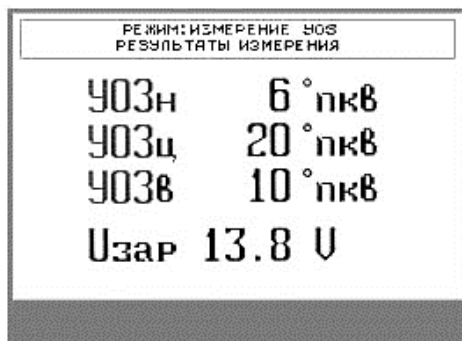 РЕЖИМ:ИЗМЕРЕНИЕ УОЗ
РЕЗУЛЬТАТЫ ИЗМЕРЕНИЯ
УОЗн 6 °пкв
УОЗц 20 °пкв
УОЗв 10 °пкв
Uзар 13.8 V